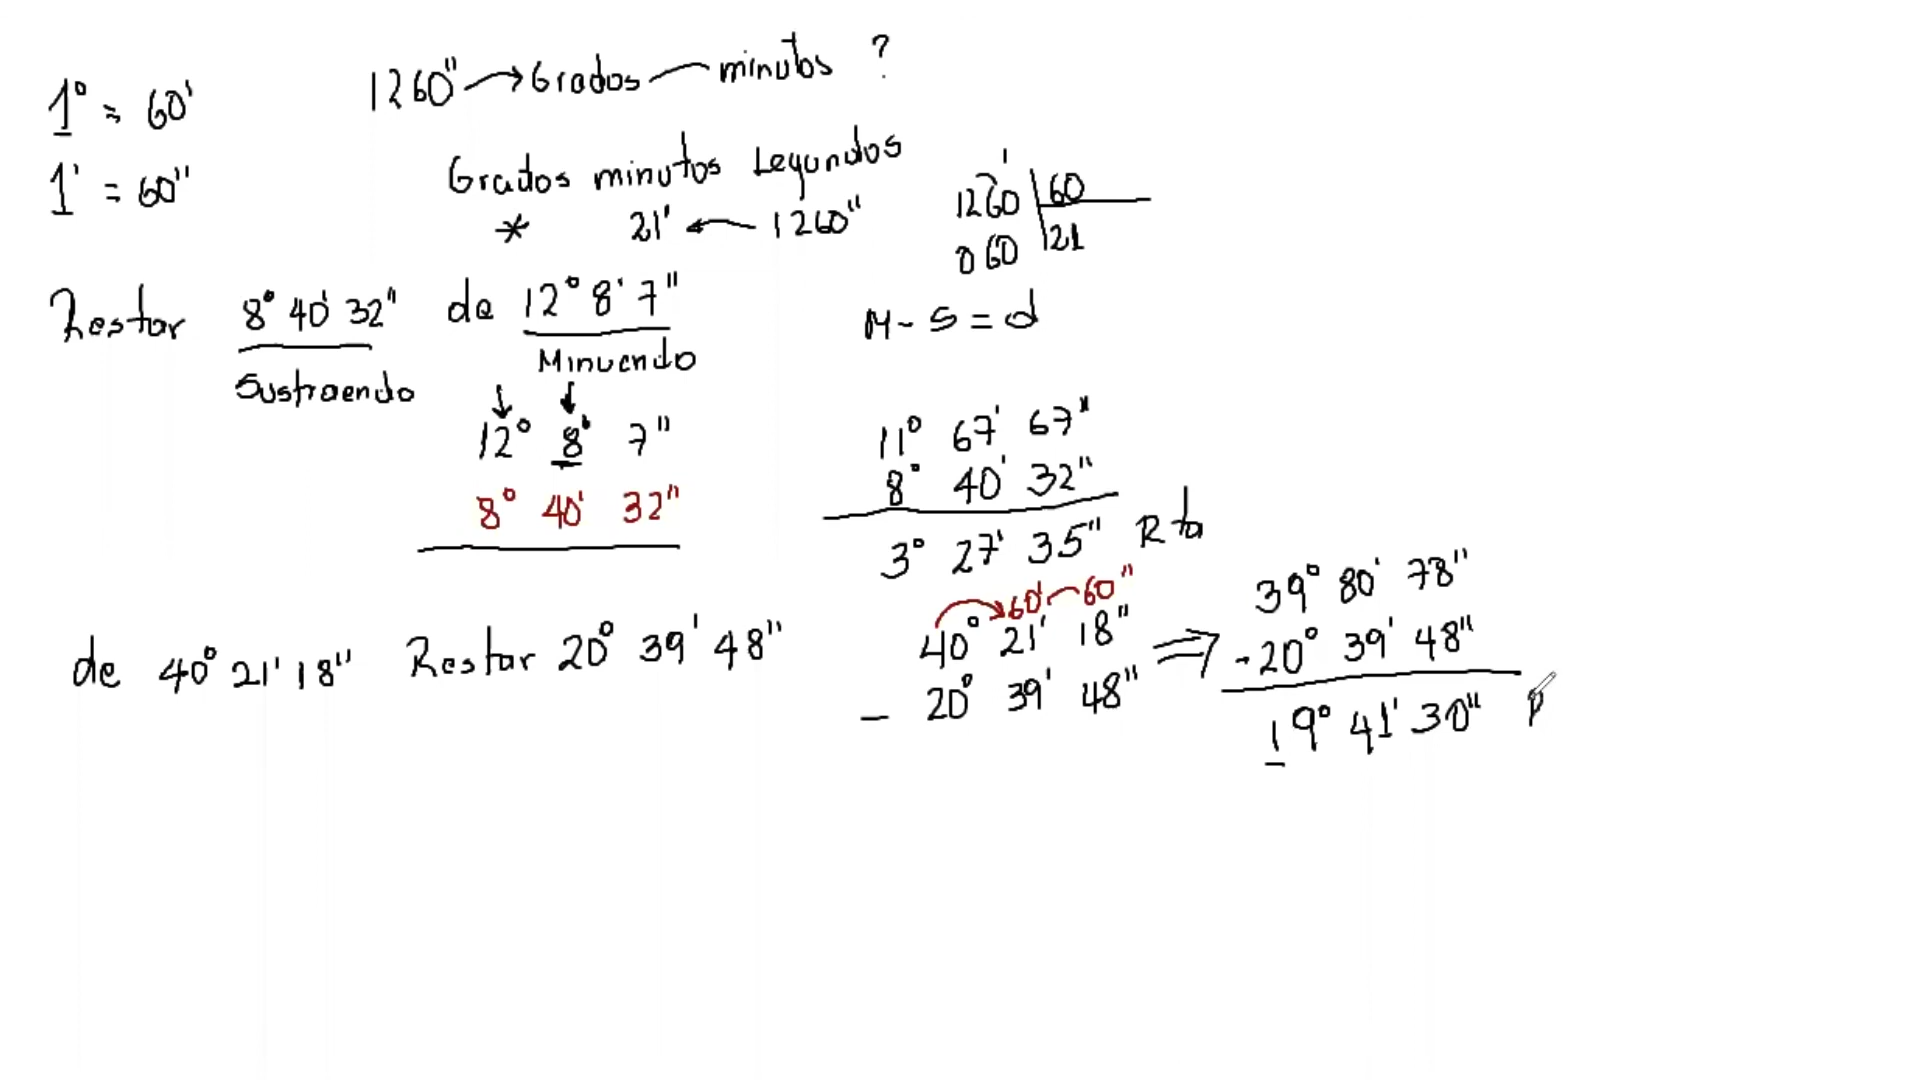 1° = 60'
1' = 60"
1260" → Grados — minutos ?
Grados minutos Segundos
* 21' ← 1260"
1260 | 60
060 | 21
Restar 8° 40' 32" de 12° 8' 7"
Sustraendo
Minuendo
M - S = d
12° 8' 7"
8° 40' 32"
11° 67' 67"
8° 40' 32"
3° 27' 35" Rta
de 40° 21' 18" Restar 20° 39' 48"
60' 60"
40° 21' 18" ⇒
- 20° 39' 48"
39° 80' 78"
- 20° 39' 48"
19° 41' 30"